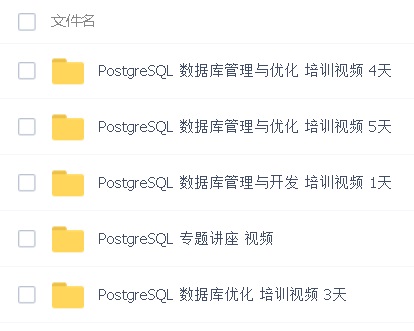 文件名
PostgreSQL 数据库管理与优化 培训视频 4天
PostgreSQL 数据库管理与优化 培训视频 5天
PostgreSQL 数据库管理与开发 培训视频 1天
PostgreSQL 专题讲座 视频
PostgreSQL 数据库优化 培训视频 3天